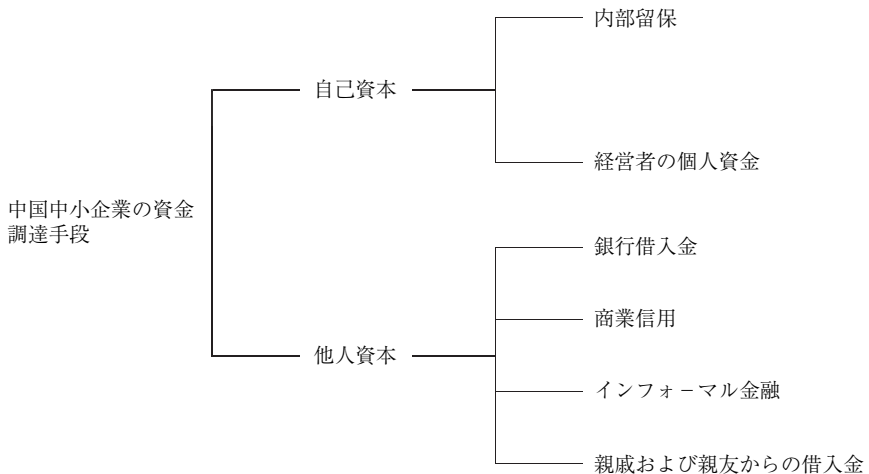 内部留保
自己資本
経営者の個人資金
中国中小企業の資金
調達手段
銀行借入金
商業信用
他人資本
インフォ－マル金融
親戚および親友からの借入金